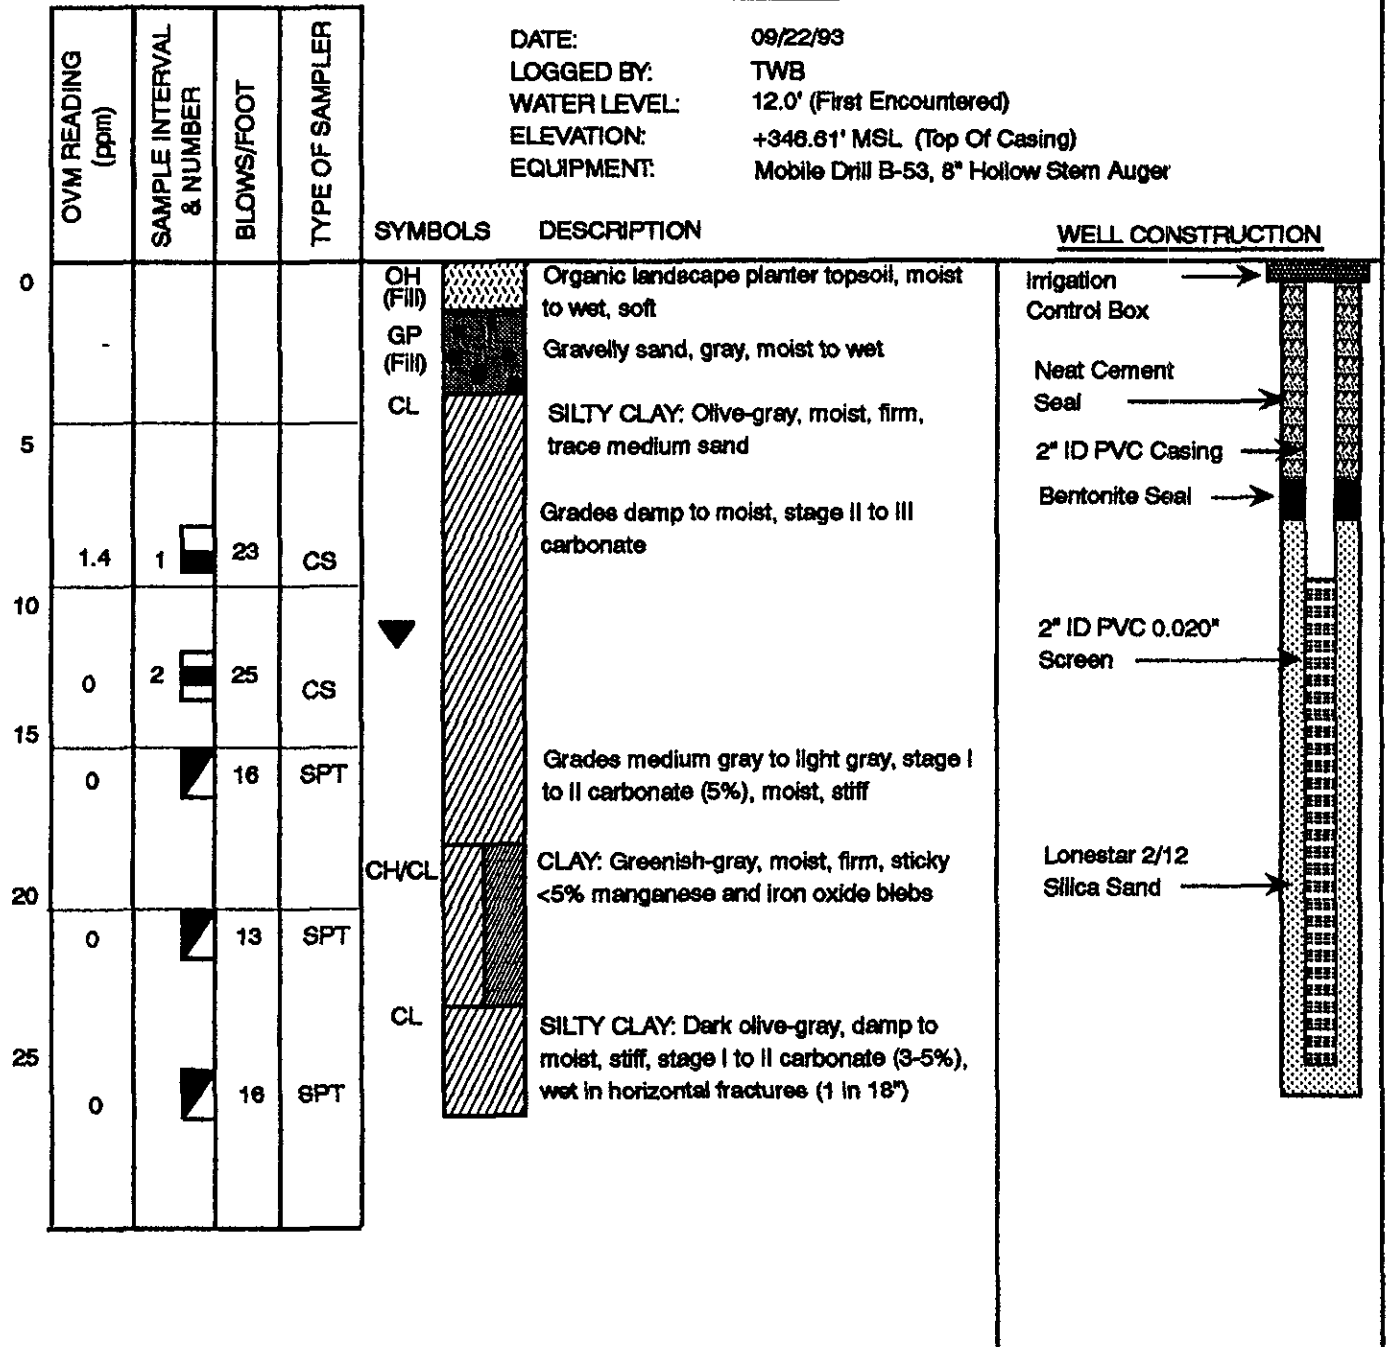 OVM READING
(ppm)
SAMPLE INTERVAL
& NUMBER
BLOWS/FOOT
TYPE OF SAMPLER
DATE: 09/22/93
LOGGED BY: TWB
WATER LEVEL: 12.0' (First Encountered)
ELEVATION: +346.61' MSL (Top Of Casing)
EQUIPMENT: Mobile Drill B-53, 8" Hollow Stem Auger
SYMBOLS DESCRIPTION WELL CONSTRUCTION
0
OH
(Fill)
Organic landscape planter topsoil, moist
to wet, soft
Irrigation
Control Box
-
GP
(Fill)
Gravelly sand, gray, moist to wet
Neat Cement
Seal
CL
SILTY CLAY: Olive-gray, moist, firm,
trace medium sand
5
2" ID PVC Casing
Bentonite Seal
Grades damp to moist, stage II to III
carbonate
1.4 1 23 CS
10
2" ID PVC 0.020"
Screen
0 2 25 CS
15
0 16 SPT
Grades medium gray to light gray, stage I
to II carbonate (5%), moist, stiff
CH/CL
CLAY: Greenish-gray, moist, firm, sticky
<5% manganese and iron oxide blebs
Lonestar 2/12
Silica Sand
20
0 13 SPT
CL
SILTY CLAY: Dark olive-gray, damp to
moist, stiff, stage I to II carbonate (3-5%),
wet in horizontal fractures (1 in 18")
25
0 16 SPT